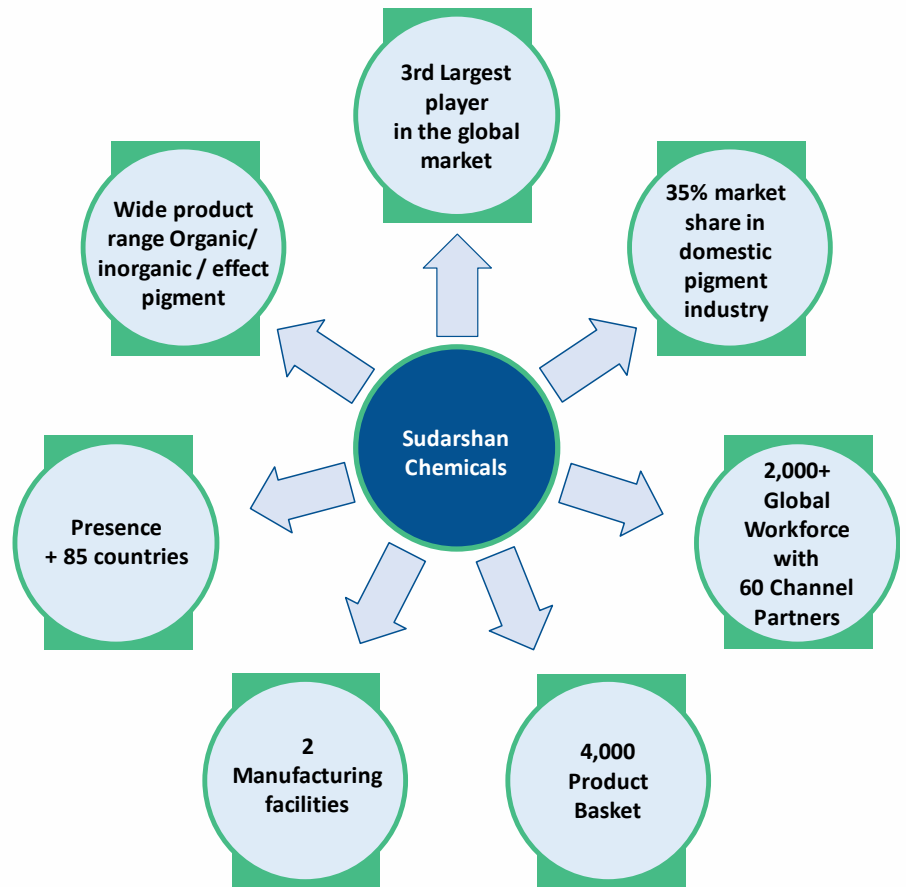 3rd Largest
player
in the global
market
35% market
share in
domestic
pigment
industry
Wide product
range Organic/
inorganic / effect
pigment
Sudarshan
Chemicals
2,000+
Global
Workforce
with
60 Channel
Partners
Presence
+ 85 countries
2
Manufacturing
facilities
4,000
Product
Basket